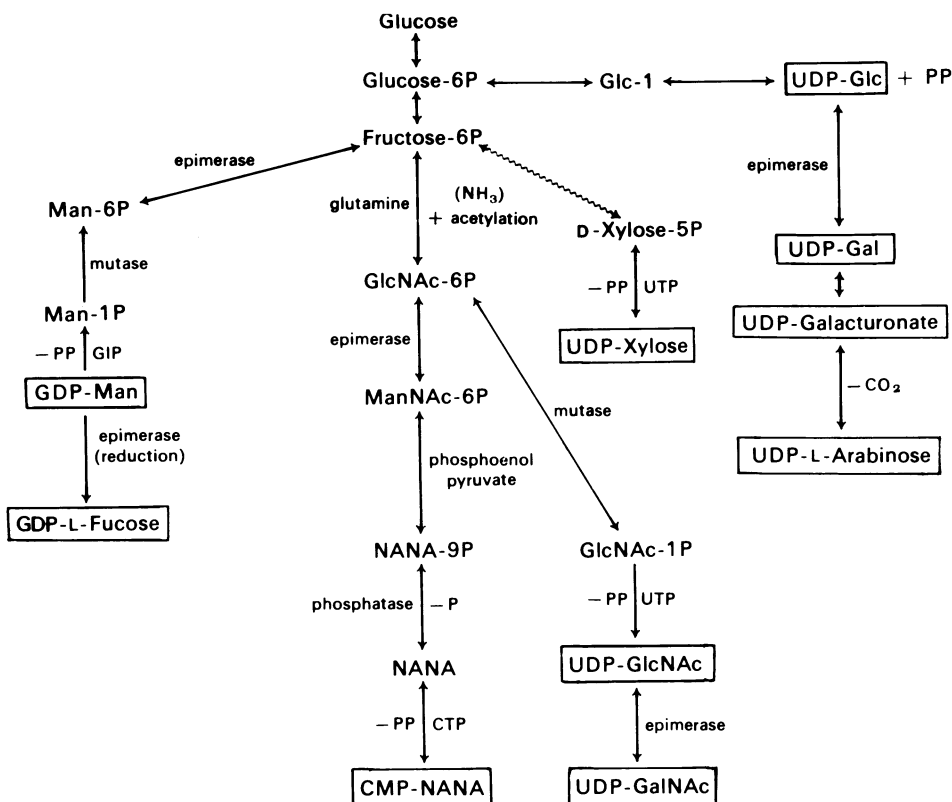 Glucose
Glucose-6P
Glc-1
UDP-Glc + PP
Fructose-6P
epimerase
epimerase
glutamine
(NH₃)
+ acetylation
Man-6P
D-Xylose-5P
UDP-Gal
mutase
GlcNAc-6P
– PP UTP
Man-1P
UDP-Galacturonate
– PP GIP
epimerase
UDP-Xylose
GDP-Man
– CO₂
ManNAc-6P
mutase
epimerase
(reduction)
phosphoenol
pyruvate
UDP-L-Arabinose
GDP-L-Fucose
NANA-9P
GlcNAc-1P
phosphatase – P
– PP UTP
NANA
UDP-GlcNAc
– PP CTP
epimerase
CMP-NANA
UDP-GalNAc